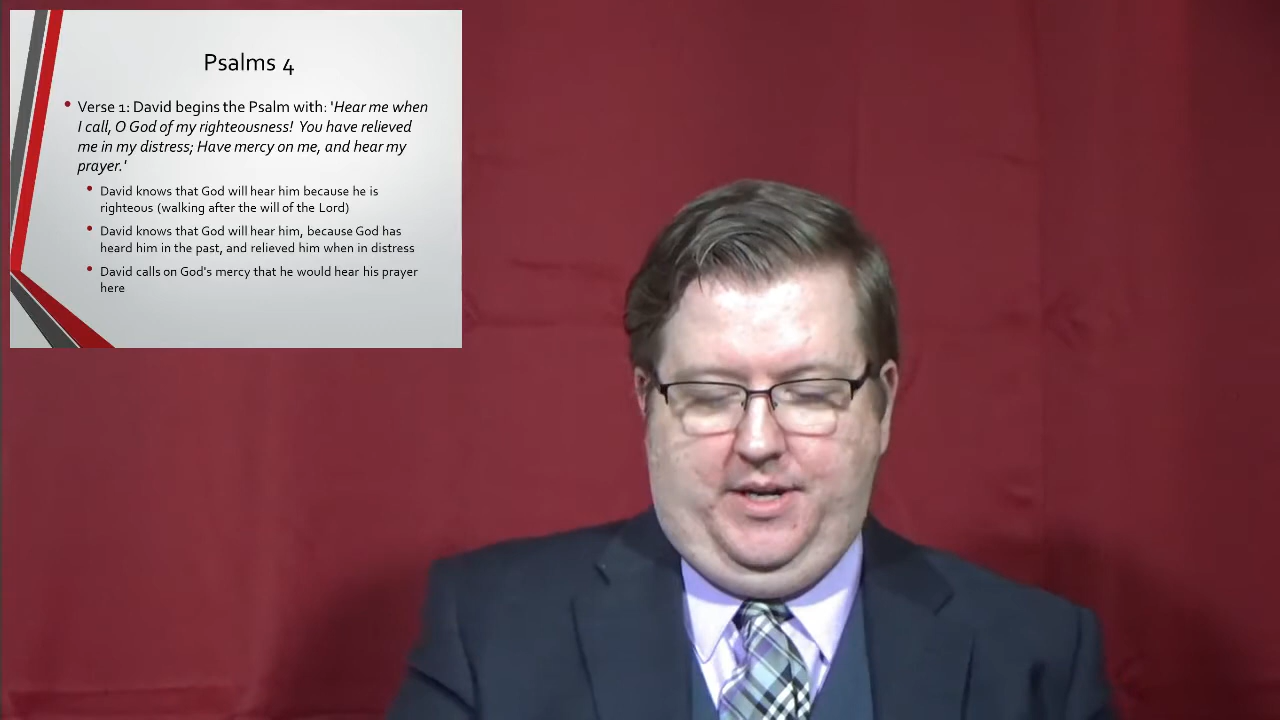 Psalms 4
• Verse 1: David begins the Psalm with: 'Hear me when
I call, O God of my righteousness!  You have relieved
me in my distress; Have mercy on me, and hear my
prayer.'
• David knows that God will hear him because he is
righteous (walking after the will of the Lord)
• David knows that God will hear him, because God has
heard him in the past, and relieved him when in distress
• David calls on God's mercy that he would hear his prayer
here